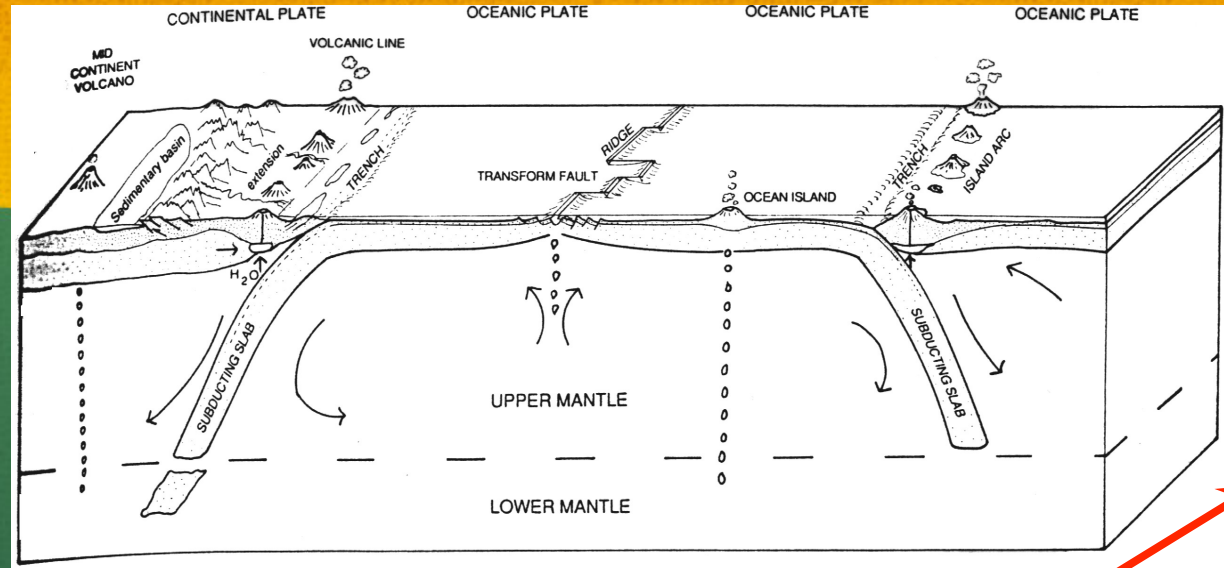 CONTINENTAL PLATE
OCEANIC PLATE
OCEANIC PLATE
OCEANIC PLATE
MID
CONTINENT
VOLCANO
VOLCANIC LINE
Sedimentary basin
extension
TRENCH
RIDGE
TRANSFORM FAULT
OCEAN ISLAND
TRENCH
ISLAND ARC
H2O
SUBDUCTING SLAB
SUBDUCTING SLAB
UPPER MANTLE
LOWER MANTLE